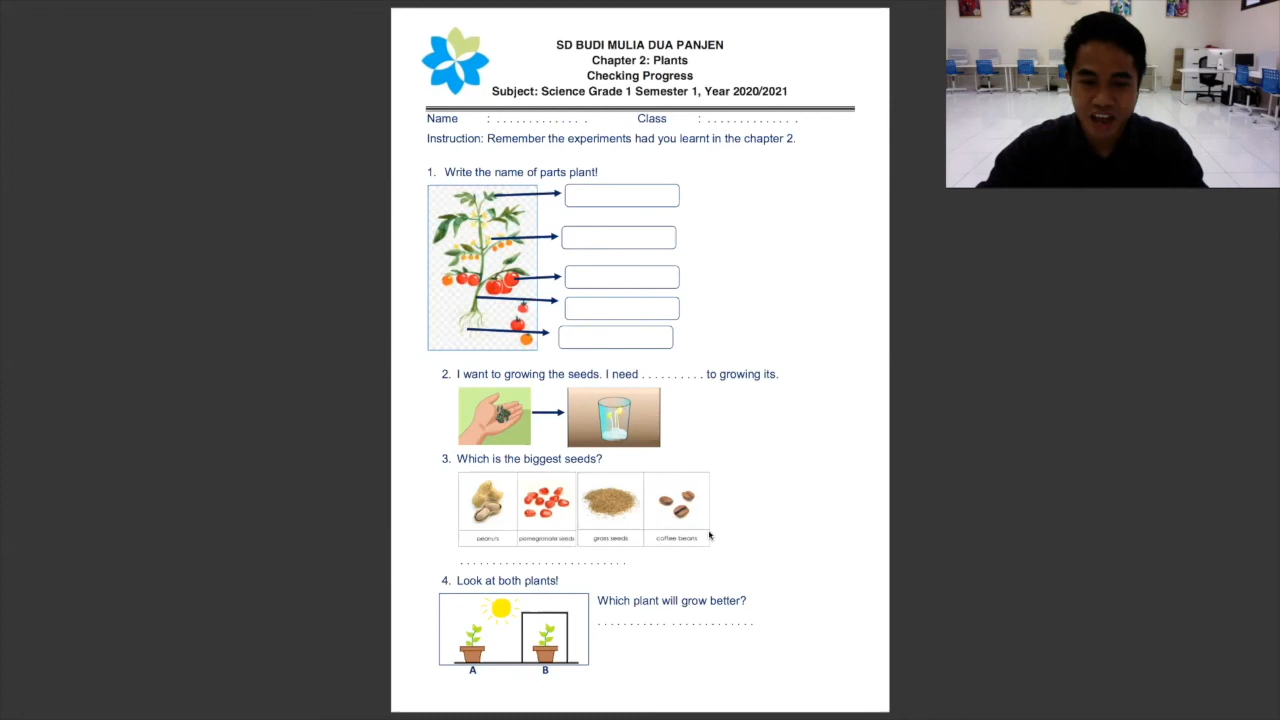 SD BUDI MULIA DUA PANJEN
Chapter 2: Plants
Checking Progress
Subject: Science Grade 1 Semester 1, Year 2020/2021
Name : . . . . . . . . . . . . . . Class : . . . . . . . . . . . . . .
Instruction: Remember the experiments had you learnt in the chapter 2.
1. Write the name of parts plant!
2. I want to growing the seeds. I need . . . . . . . . . . to growing its.
3. Which is the biggest seeds?
peanuts pomegranate seeds grass seeds coffee beans
. . . . . . . . . . . . . . . . . . . . . . . . . .
4. Look at both plants!
Which plant will grow better?
. . . . . . . . . . . . . . . . . . . . . . . .
A B